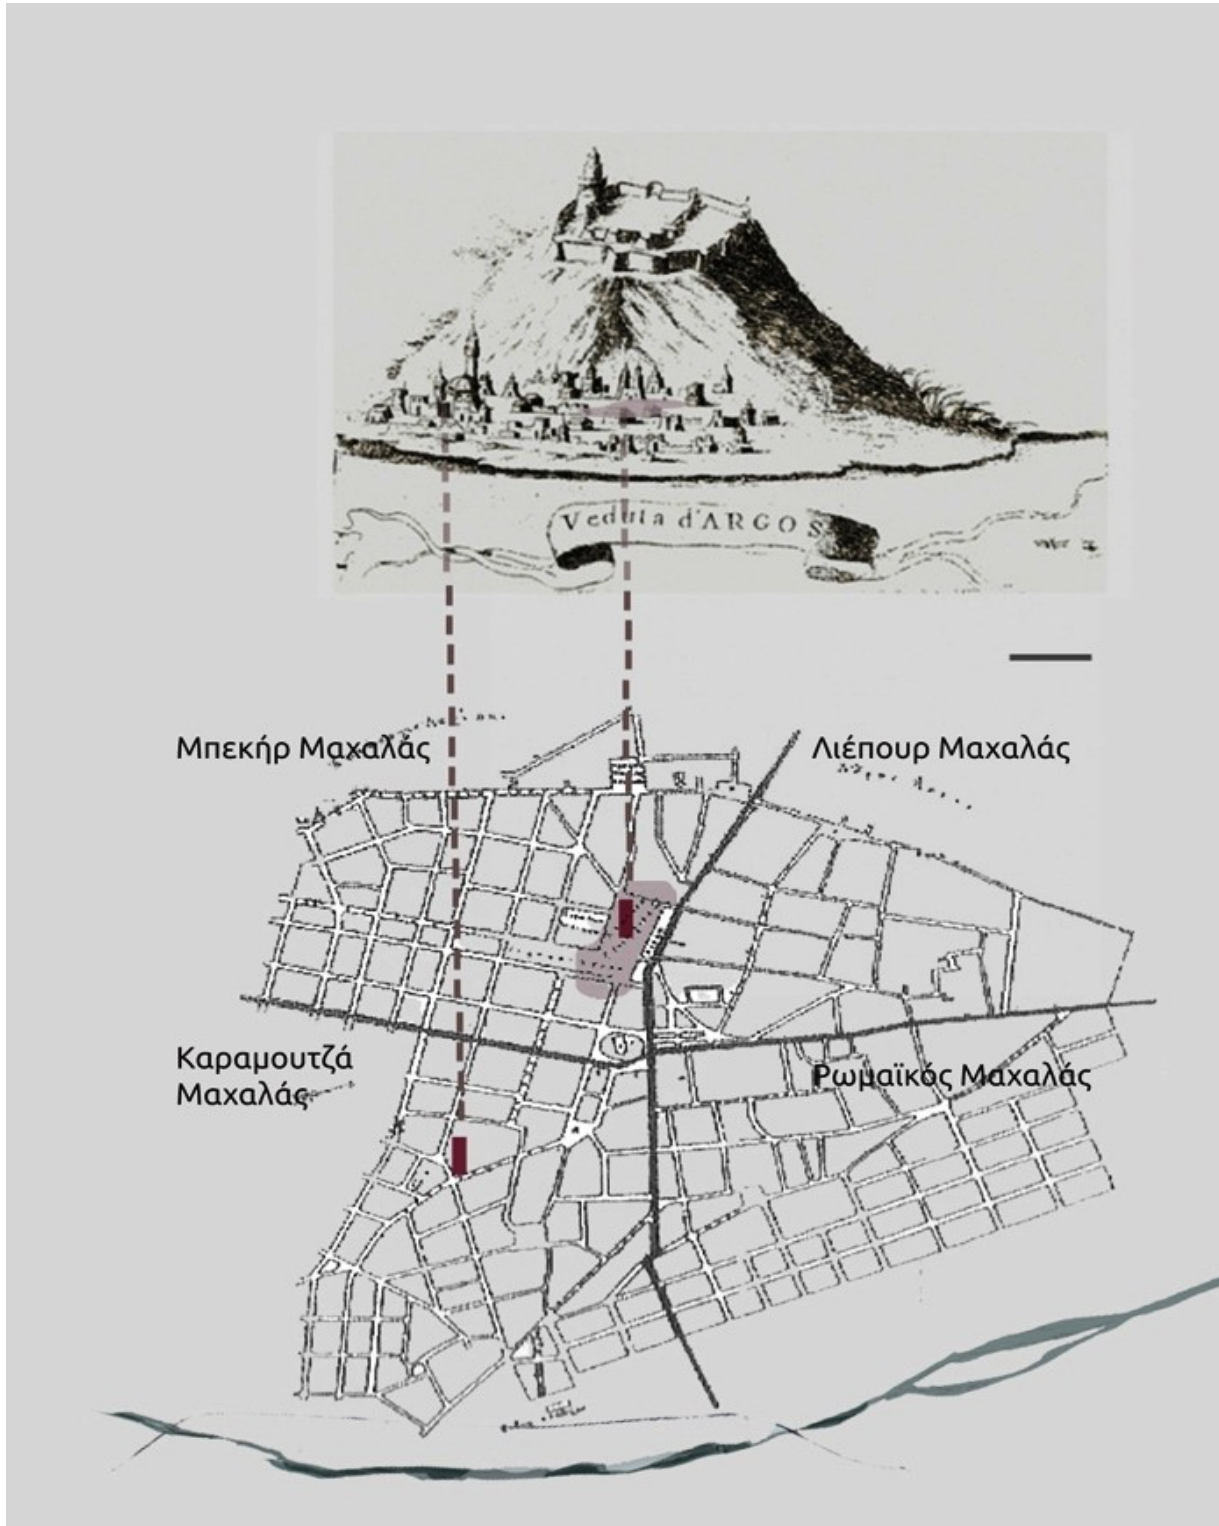 Veduta d'ARGOS
Μπεκήρ Μαχαλάς
Λιέπουρ Μαχαλάς
Καραμουτζά
Μαχαλάς
Ρωμαϊκός Μαχαλάς